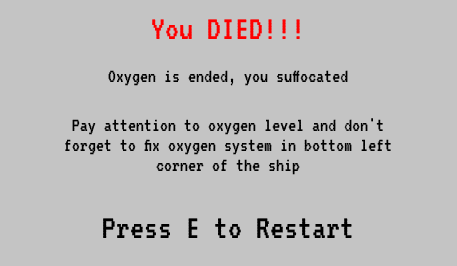 You DIED!!!
Oxygen is ended, you suffocated
Pay attention to oxygen level and don't
forget to fix oxygen system in bottom left
corner of the ship
Press E to Restart